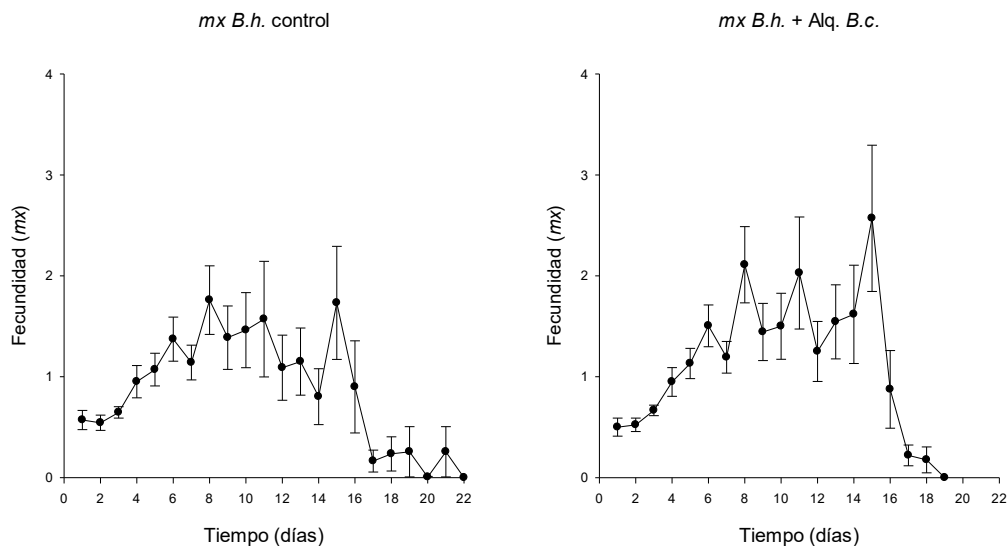 mx B.h. control
4
3
2
1
0
Fecundidad (mx)
0 2 4 6 8 10 12 14 16 18 20 22
Tiempo (días)
mx B.h. + Alq. B.c.
4
3
2
1
0
Fecundidad (mx)
0 2 4 6 8 10 12 14 16 18 20 22
Tiempo (días)